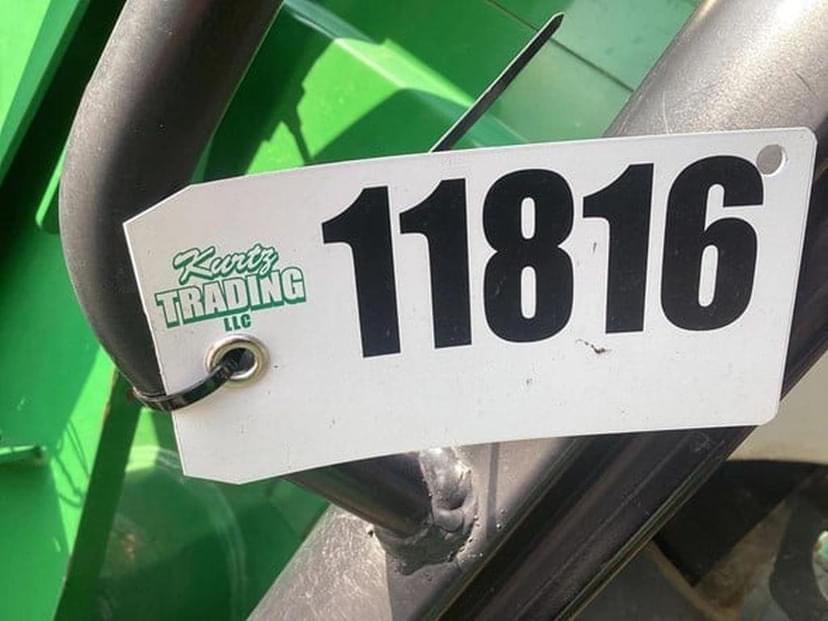 Kurtz
TRADING
LLC
11816